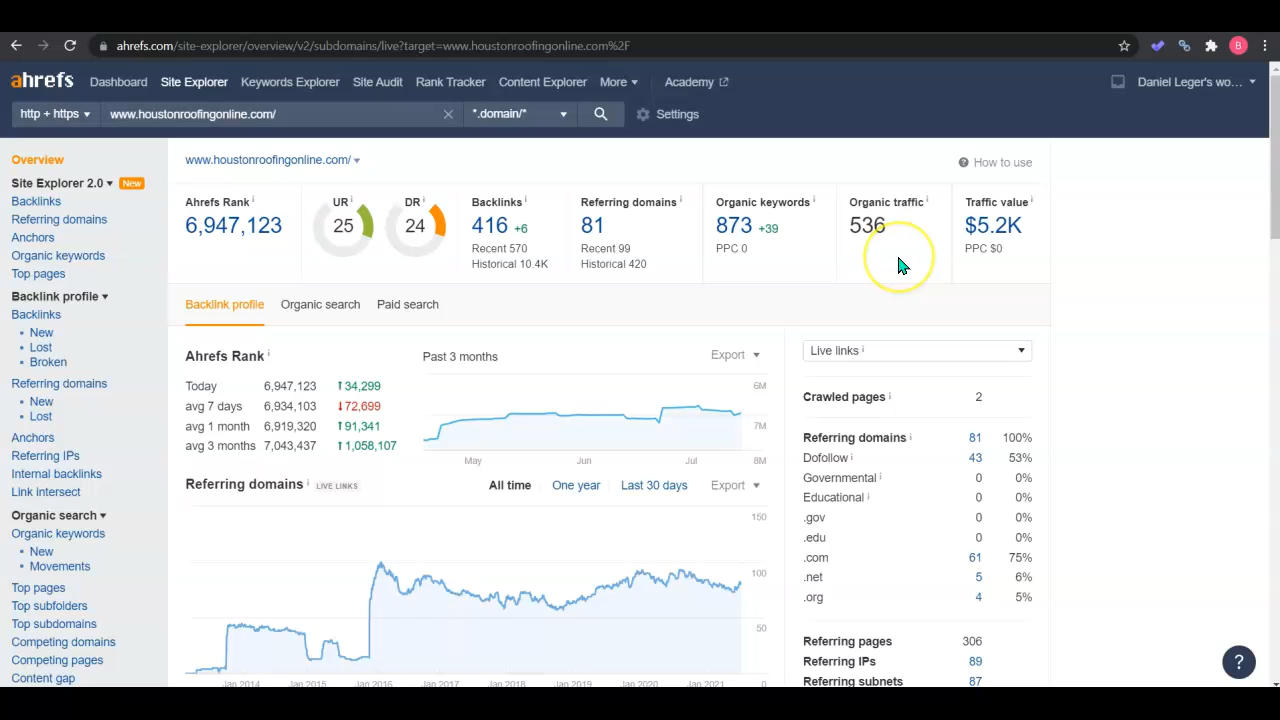 ahrefs.com/site-explorer/overview/v2/subdomains/live?target=www.houstonroofingonline.com%2F
B
ahrefs Dashboard Site Explorer Keywords Explorer Site Audit Rank Tracker Content Explorer More Academy Daniel Leger's wo...
http + https www.houstonroofingonline.com/ *.domain/* Settings
Overview
Site Explorer 2.0 New
Backlinks
Referring domains
Anchors
Organic keywords
Top pages
Backlink profile
Backlinks
New
Lost
Broken
Referring domains
New
Lost
Anchors
Referring IPs
Internal backlinks
Link intersect
Organic search
Organic keywords
New
Movements
Top pages
Top subfolders
Top subdomains
Competing domains
Competing pages
Content gap
www.houstonroofingonline.com/
? How to use
Ahrefs Rank i
6,947,123
UR i
25
DR i
24
Backlinks i
416 +6
Recent 570
Historical 10.4K
Referring domains i
81
Recent 99
Historical 420
Organic keywords i
873 +39
PPC 0
Organic traffic i
536
Traffic value i
$5.2K
PPC $0
Backlink profile Organic search Paid search
Ahrefs Rank i
Today 6,947,123 ↑34,299
avg 7 days 6,934,103 ↓72,699
avg 1 month 6,919,320 ↑91,341
avg 3 months 7,043,437 ↑1,058,107
Past 3 months Export
6M
7M
8M
May Jun Jul
Referring domains i LIVE LINKS All time One year Last 30 days Export
150
100
50
0
Jan 2014 Jan 2015 Jan 2016 Jan 2017 Jan 2018 Jan 2019 Jan 2020 Jan 2021
Live links i
Crawled pages i 2
Referring domains i 81 100%
Dofollow i 43 53%
Governmental i 0 0%
Educational i 0 0%
.gov 0 0%
.edu 0 0%
.com 61 75%
.net 5 6%
.org 4 5%
Referring pages 306
Referring IPs 89
Referring subnets 87
?